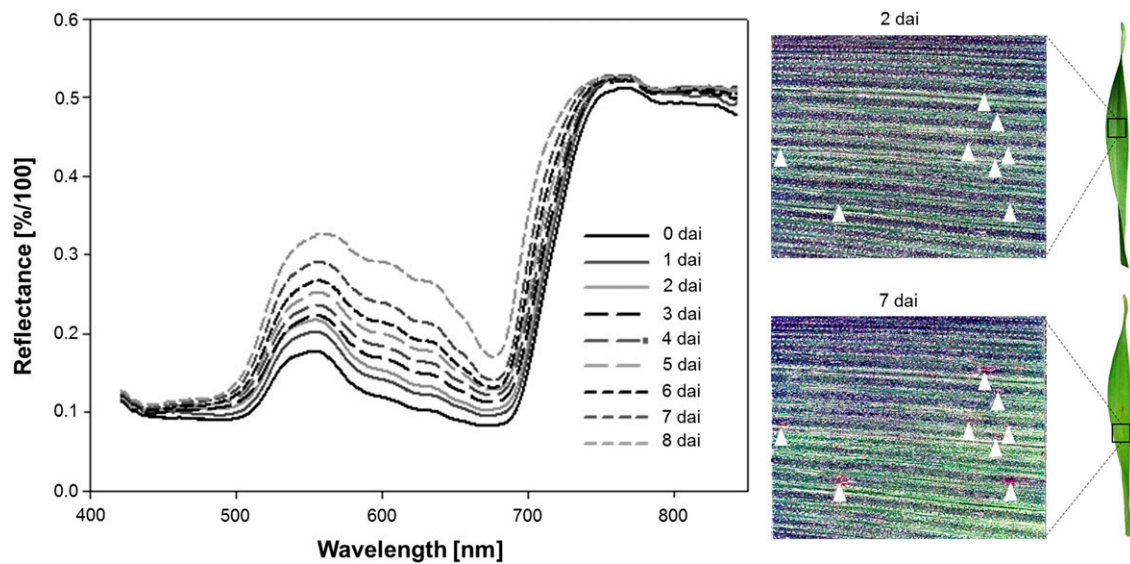 0.6
0.5
0.4
0.3
0.2
0.1
0.0
Reflectance [%/100]
400
500
600
700
800
Wavelength [nm]
0 dai
1 dai
2 dai
3 dai
4 dai
5 dai
6 dai
7 dai
8 dai
2 dai
7 dai